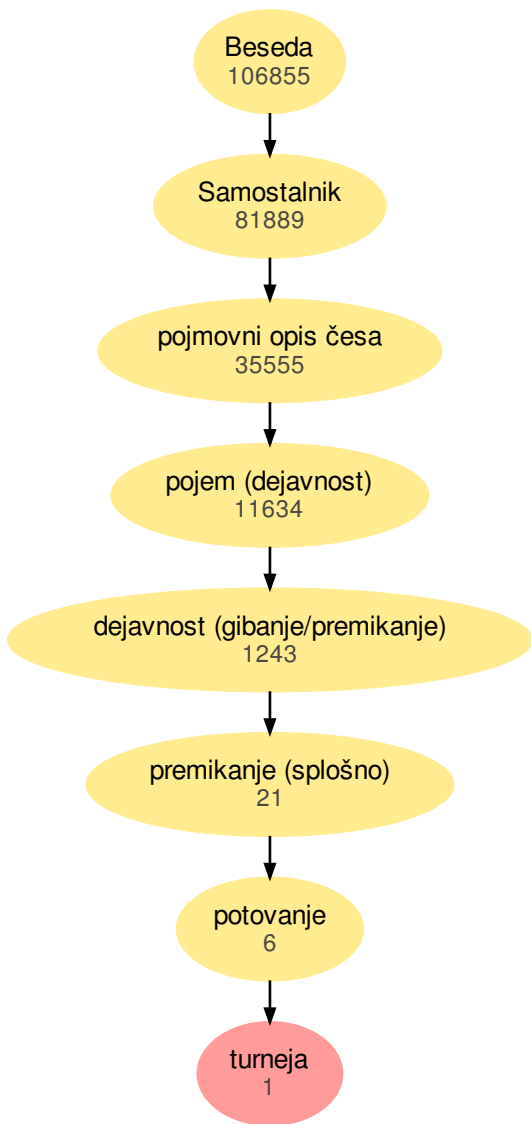 Beseda
106855
Samostalnik
81889
pojmovni opis česa
35555
pojem (dejavnost)
11634
dejavnost (gibanje/premikanje)
1243
premikanje (splošno)
21
potovanje
6
turneja
1